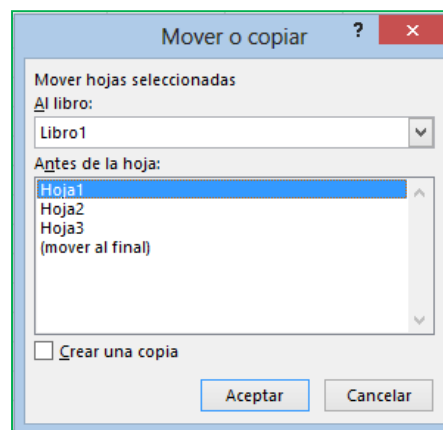 Mover o copiar
?
Mover hojas seleccionadas
Al libro:
Libro1
Antes de la hoja:
Hoja1
Hoja2
Hoja3
(mover al final)
Crear una copia
Aceptar Cancelar